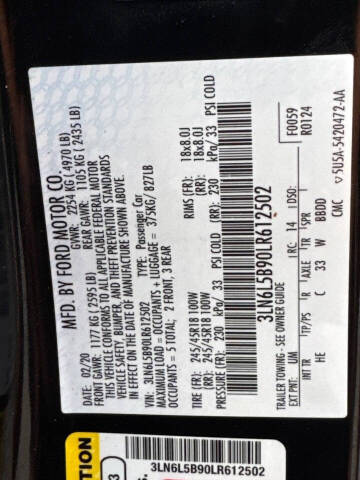 MFD. BY FORD MOTOR CO.
DATE: 02/20 GVWR: 2254 KG ( 4970 LB)
FRONT GAWR: 1177 KG ( 2595 LB) REAR GAWR: 1105 KG ( 2435 LB)
THIS VEHICLE CONFORMS TO ALL APPLICABLE FEDERAL MOTOR
VEHICLE SAFETY, BUMPER, AND THEFT PREVENTION STANDARDS
IN EFFECT ON THE DATE OF MANUFACTURE SHOWN ABOVE.
VIN: 3LN6L5B90LR612502 TYPE: Passenger Car
MAXIMUM LOAD= OCCUPANTS + LUGGAGE = 375KG/ 827LB
OCCUPANTS= 5 TOTAL: 2 FRONT 3 REAR
TIRE (FR): 245/45R18 100W RIMS (FR): 18x8.0J
TIRE (RR): 245/45R18 100W (RR): 18x8.0J
PRESSURE (FR): 230 kPa/ 33 PSI COLD (RR): 230 kPa/ 33 PSI COLD
3LN6L5B90LR612502
TRAILER TOWING - SEE OWNER GUIDE
F0059
R0124
EXT PNT: UM IRC: 14 DSO:
INT TR TP/PS R AXLE TR SPR
HE C 33 W BBDD
CMC ▽5U5A-5420472-AA
3LN6L5B90LR612502